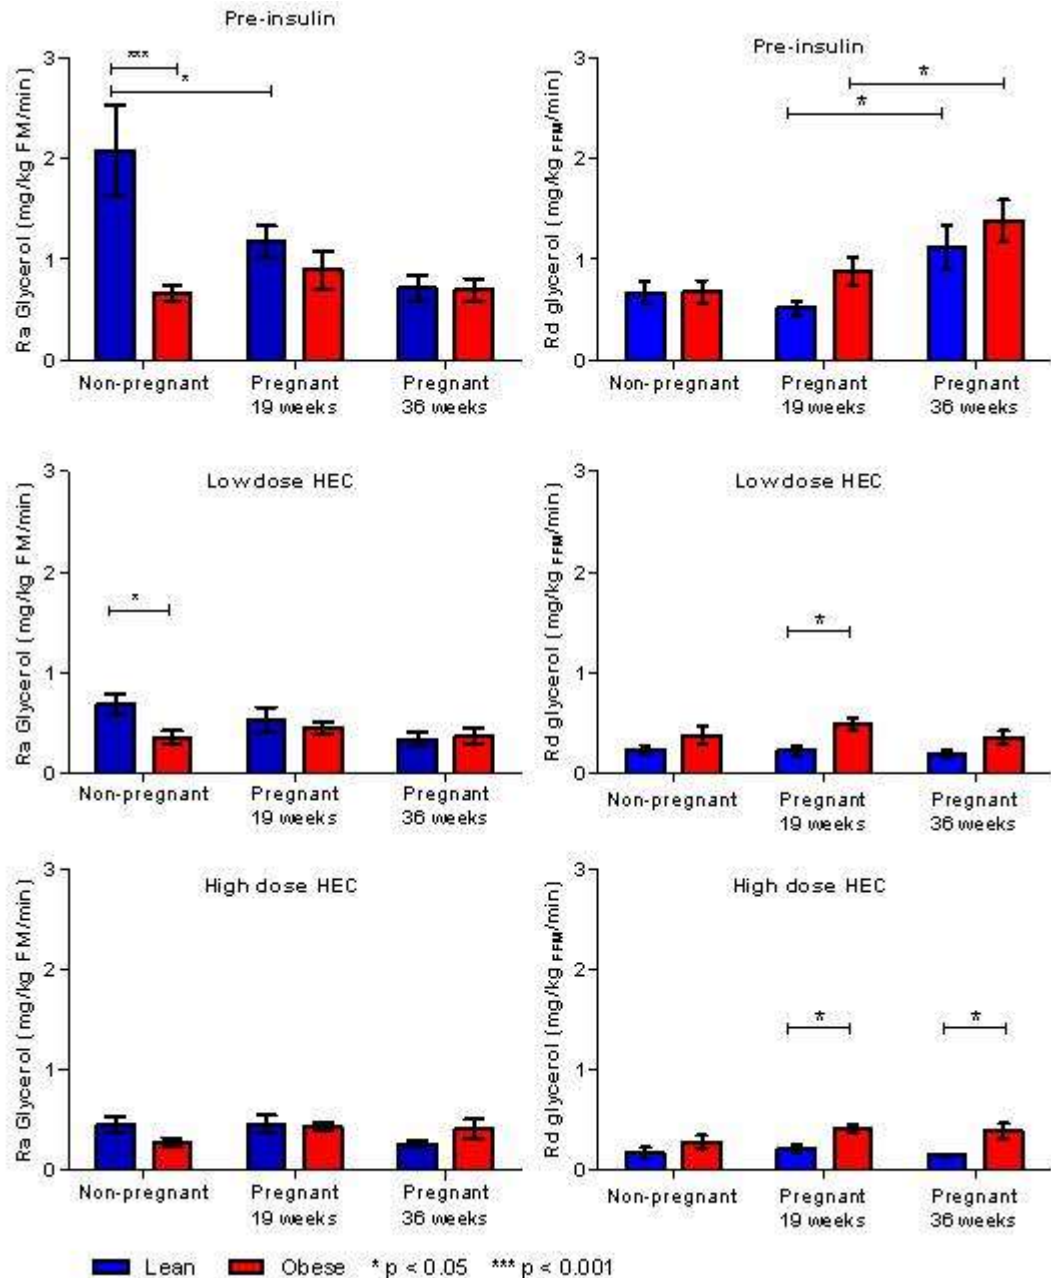 Pre-insulin
Ra Glycerol (mg/kg FM/min)
3
2
1
0
***
*
Non-pregnant
Pregnant
19 weeks
Pregnant
36 weeks
Pre-insulin
Rd glycerol (mg/kg FFM/min)
3
2
1
0
*
*
Non-pregnant
Pregnant
19 weeks
Pregnant
36 weeks
Low dose HEC
Ra Glycerol (mg/kg FM/min)
3
2
1
0
*
Non-pregnant
Pregnant
19 weeks
Pregnant
36 weeks
Low dose HEC
Rd glycerol (mg/kg FFM/min)
3
2
1
0
*
Non-pregnant
Pregnant
19 weeks
Pregnant
36 weeks
High dose HEC
Ra Glycerol (mg/kg FM/min)
3
2
1
0
Non-pregnant
Pregnant
19 weeks
Pregnant
36 weeks
High dose HEC
Rd glycerol (mg/kg FFM/min)
3
2
1
0
*
*
Non-pregnant
Pregnant
19 weeks
Pregnant
36 weeks
Lean Obese * p < 0.05 *** p < 0.001